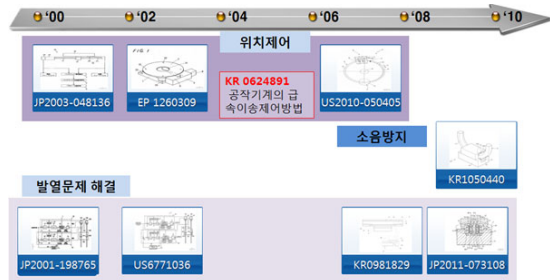 '00 '02 '04 '06 '08 '10
위치제어
JP2003-048136
FIG. 1
EP 1260309
KR 0624891
공작기계의 급
속이송제어방법
US2010-050405
소음방지
KR1050440
발열문제 해결
JP2001-198765
US6771036
KR0981829
JP2011-073108